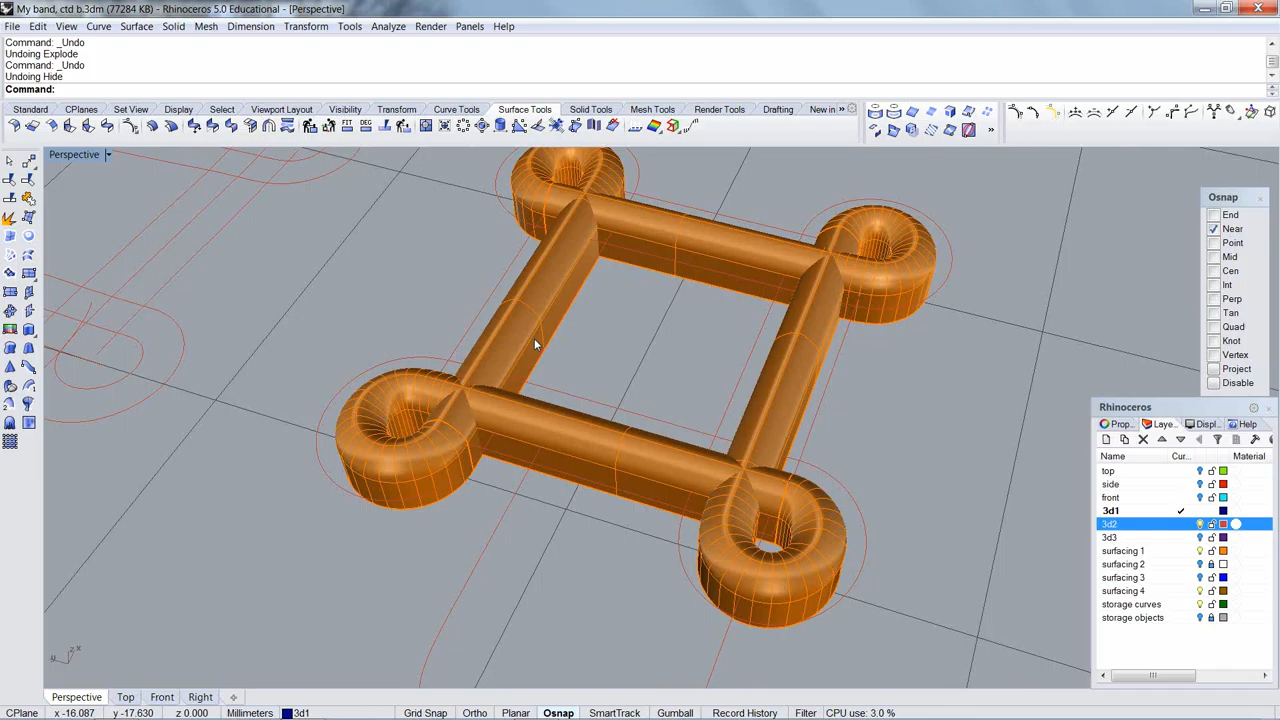 My band, ctd b.3dm (77284 KB) - Rhinoceros 5.0 Educational - [Perspective]
File Edit View Curve Surface Solid Mesh Dimension Transform Tools Analyze Render Panels Help
Command: _Undo
Undoing Explode
Command: _Undo
Undoing Hide
Command:
Standard CPlanes Set View Display Select Viewport Layout Visibility Transform Curve Tools Surface Tools Solid Tools Mesh Tools Render Tools Drafting New in »
FIT DEG
Perspective
Osnap
End
Near
Point
Mid
Cen
Int
Perp
Tan
Quad
Knot
Vertex
Project
Disable
Rhinoceros
Prop... Laye... Displ... Help
Name Cur... Material
top
side
front
3d1
3d2
3d3
surfacing 1
surfacing 2
surfacing 3
surfacing 4
storage curves
storage objects
z x
y
Perspective Top Front Right
CPlane x -16.087 y -17.630 z 0.000 Millimeters 3d1 Grid Snap Ortho Planar Osnap SmartTrack Gumball Record History Filter CPU use: 3.0 %